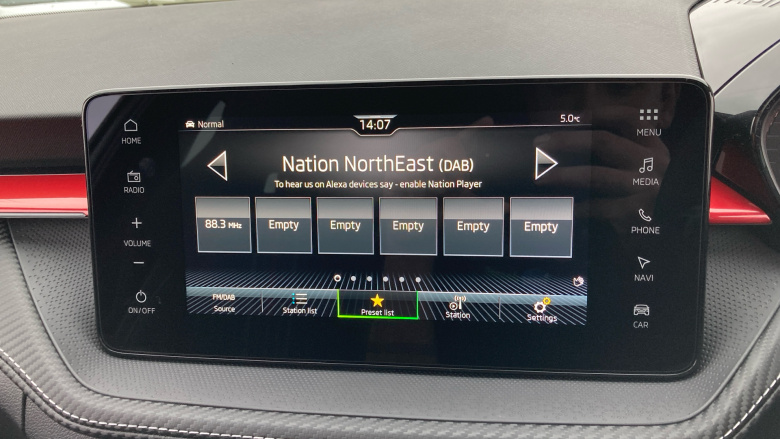 Normal
14:07
5.0°C
HOME
RADIO
+
VOLUME
−
ON/OFF
Nation NorthEast (DAB)
To hear us on Alexa devices say - enable Nation Player
88.3 MHz Empty Empty Empty Empty Empty
FM/DAB
Source
Station list
Preset list
Station
Settings
MENU
MEDIA
PHONE
NAVI
CAR